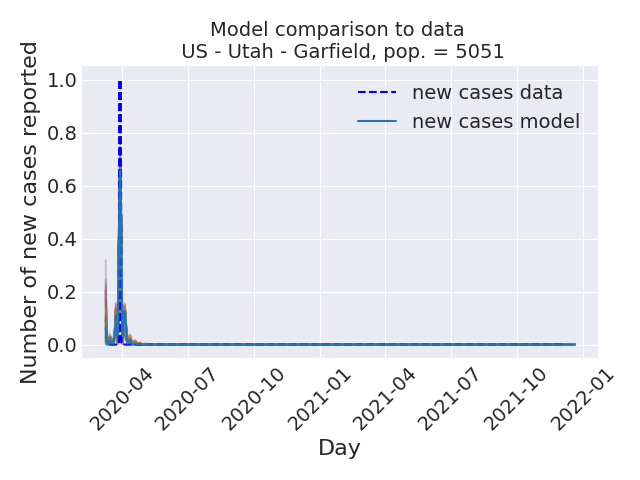 Model comparison to data
US - Utah - Garfield, pop. = 5051
new cases data
new cases model
Number of new cases reported
1.0
0.8
0.6
0.4
0.2
0.0
2020-04
2020-07
2020-10
2021-01
2021-04
2021-07
2021-10
2022-01
Day